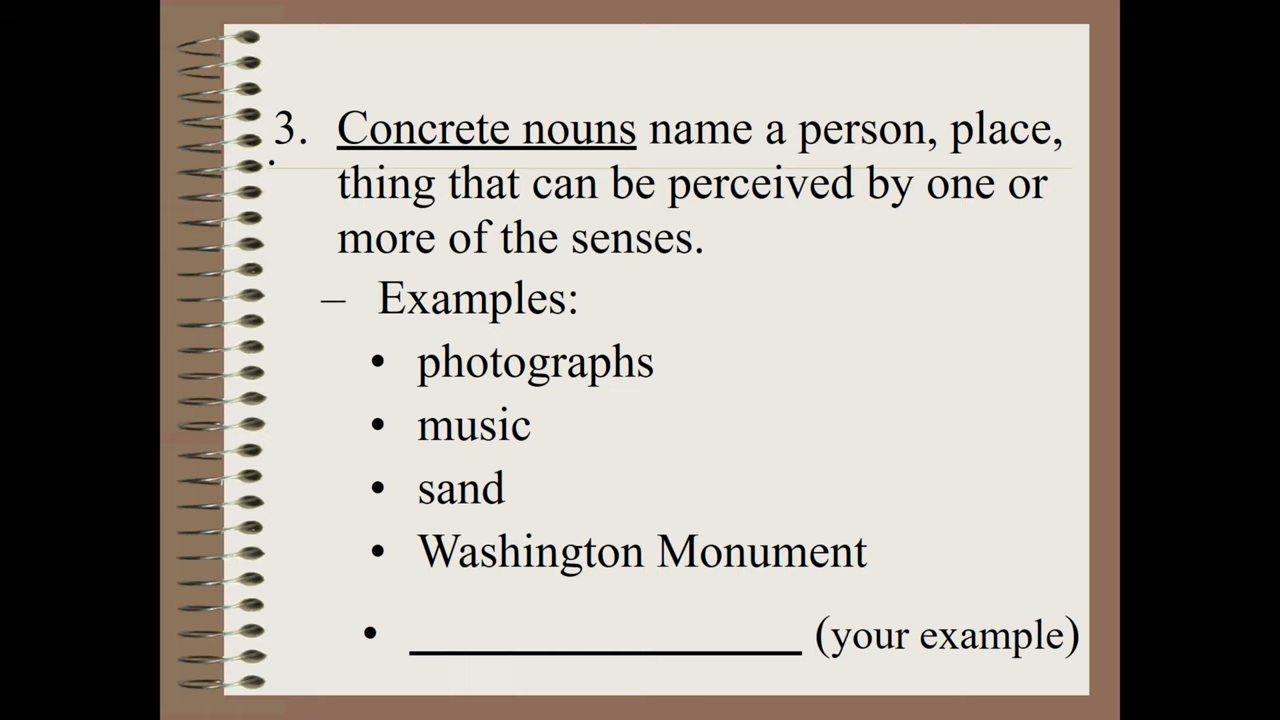 3. Concrete nouns name a person, place,
thing that can be perceived by one or
more of the senses.
– Examples:
• photographs
• music
• sand
• Washington Monument
• ________________ (your example)